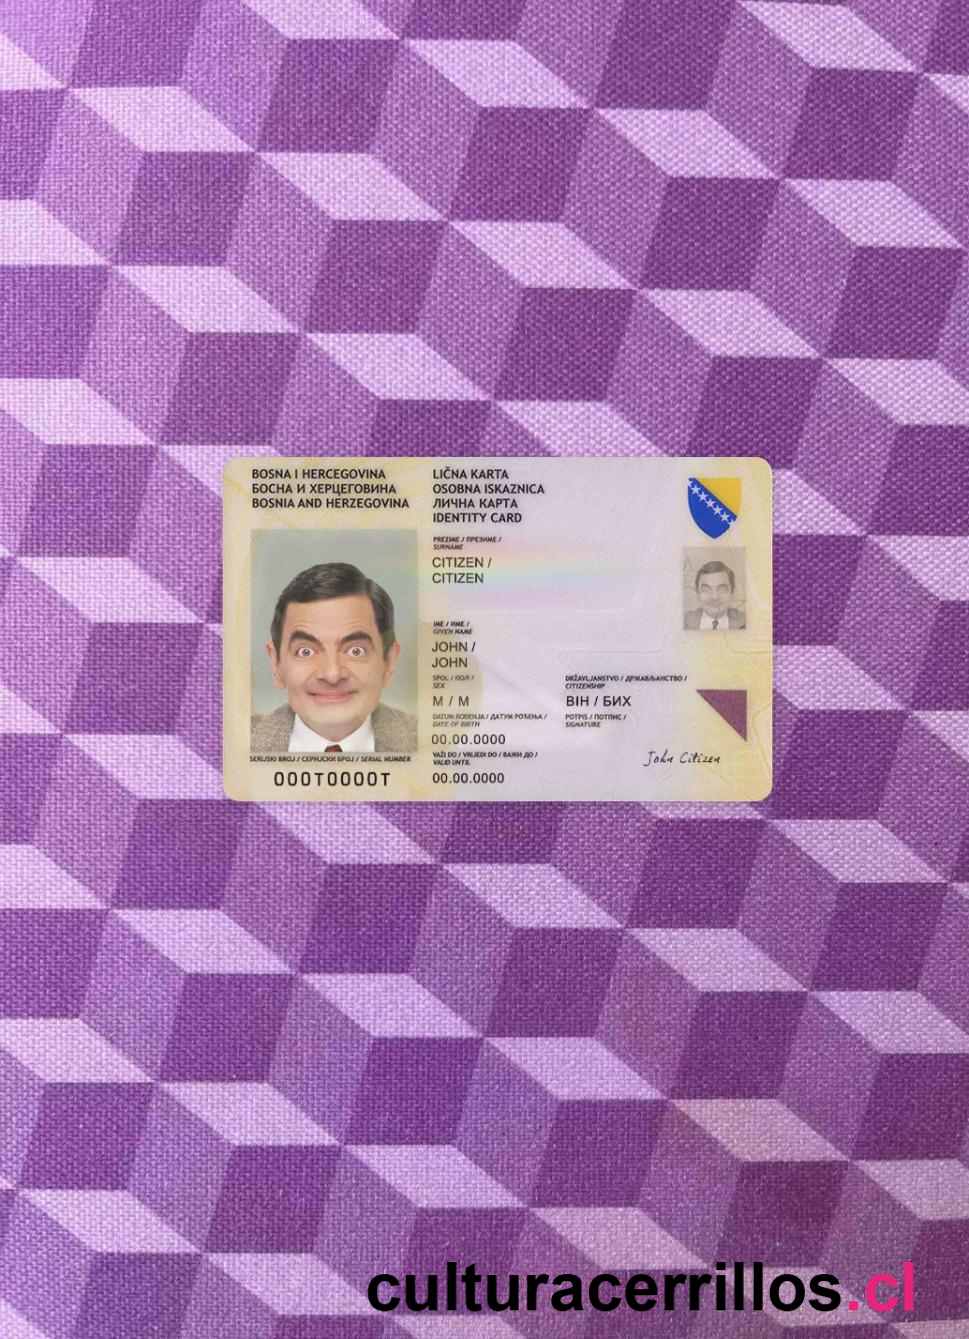 BOSNA I HERCEGOVINA
БОСНА И ХЕРЦЕГОВИНА
BOSNIA AND HERZEGOVINA
LIČNA KARTA
OSOBNA ISKAZNICA
ЛИЧНА КАРТА
IDENTITY CARD
PREZIME / ПРЕЗИМЕ /
SURNAME
CITIZEN /
CITIZEN
IME / ИМЕ /
GIVEN NAME
JOHN /
JOHN
SPOL / ПОЛ /
SEX
M / M
DRŽAVLJANSTVO / ДРЖАВЉАНСТВО /
CITIZENSHIP
BIH / БИХ
DATUM ROĐENJA / ДАТУМ РОЂЕЊА /
DATE OF BIRTH
00.00.0000
POTPIS / ПОТПИС /
SIGNATURE
VAŽI DO / VRIJEDI DO / ВАЖИ ДО /
VALID UNTIL
00.00.0000
John Citizen
SERIJSKI BROJ / СЕРИЈСКИ БРОЈ / SERIAL NUMBER
000T0000T
culturacerrillos.cl